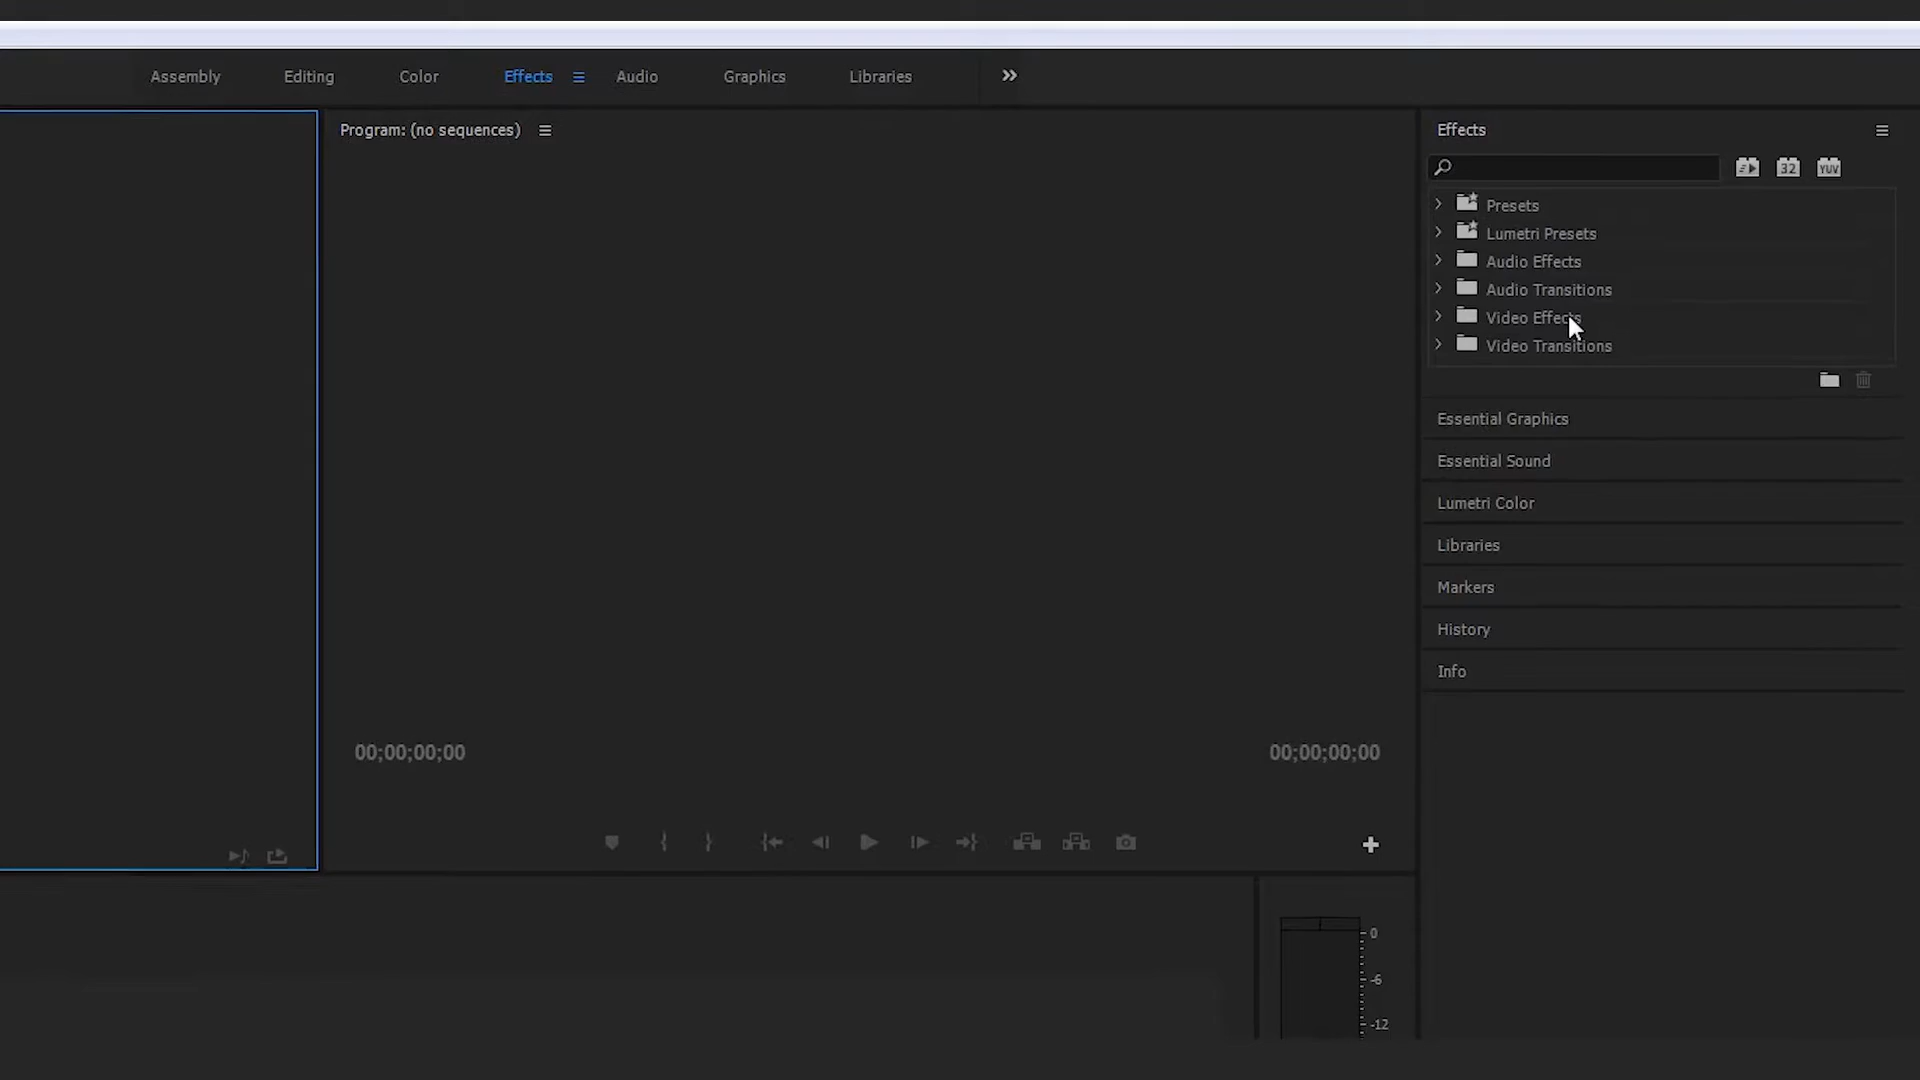 Assembly Editing Color Effects Audio Graphics Libraries
Program: (no sequences)
Effects
32 YUV
Presets
Lumetri Presets
Audio Effects
Audio Transitions
Video Effects
Video Transitions
Essential Graphics
Essential Sound
Lumetri Color
Libraries
Markers
History
Info
00;00;00;00 00;00;00;00
0
-6
-12